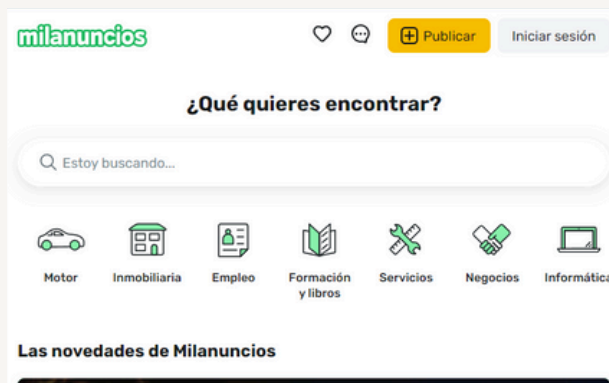 milanuncios
Publicar
Iniciar sesión
¿Qué quieres encontrar?
Estoy buscando...
Motor
Inmobiliaria
Empleo
Formación
y libros
Servicios
Negocios
Informática
Las novedades de Milanuncios